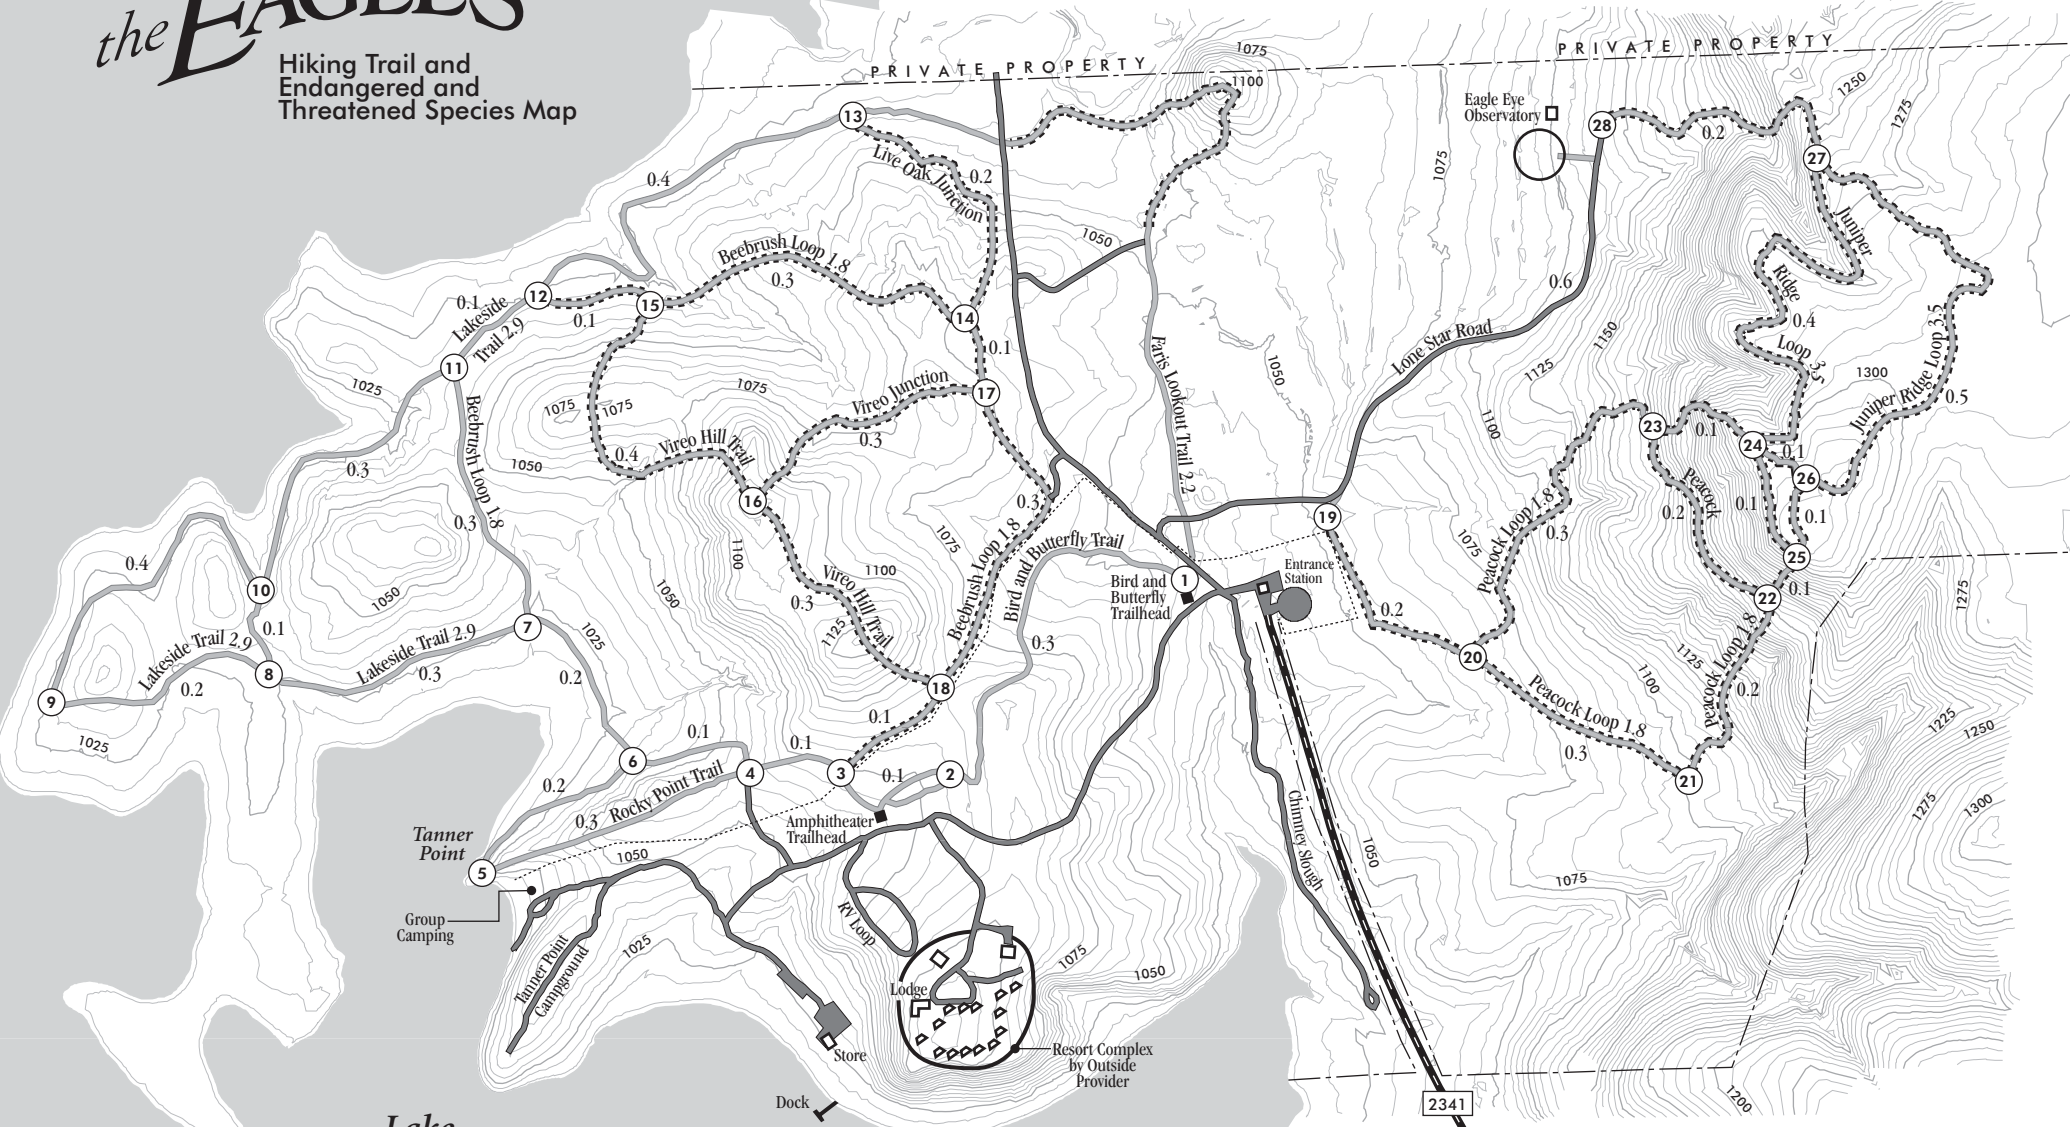 the EAGLES
Hiking Trail and
Endangered and
Threatened Species Map
PRIVATE PROPERTY
PRIVATE PROPERTY
1075
1100
1250
1275
Eagle Eye
Observatory
13
28
27
0.2
Live Oak Junction
0.2
0.4
1075
Juniper
Ridge
Loop 3.5
0.4
1050
Beebrush Loop 1.8
0.3
0.6
12
15
14
0.1
0.1
Lakeside
Trail 2.9
11
0.1
Lone Star Road
1150
1125
1300
Juniper Ridge Loop 3.5
0.5
1025
1075
1075
1075
1050
Faris Lookout Trail 2.2
Vireo Junction
0.3
17
Beebrush Loop 1.8
0.3
1050
0.3
0.4
Vireo Hill Trail
16
1100
23
0.1
24
0.1
26
Peacock
0.2
0.1
0.1
25
0.1
22
Peacock Loop 1.8
0.3
1075
19
0.3
1075
1100
1100
Beebrush Loop 1.8
Bird and Butterfly Trail
0.3
1
Bird and
Butterfly
Trailhead
Entrance
Station
0.4
10
1050
0.1
7
1025
1050
Vireo Hill Trail
0.3
1125
0.2
20
1275
Lakeside Trail 2.9
0.2
8
Lakeside Trail 2.9
0.3
9
1025
0.2
18
0.1
Peacock Loop 1.8
0.3
21
1100
1125
Peacock Loop 1.8
0.2
1225
1250
1275
1300
6
0.1
4
0.1
3
0.1
2
0.2
Rocky Point Trail
0.3
Amphitheater
Trailhead
Tanner
Point
5
1050
Chimney Slough
1050
1075
Group
Camping
Tanner Point
Campground
1025
RV Loop
Lodge
1075
1050
Store
Resort Complex
by Outside
Provider
Dock
2341
1200
Lake